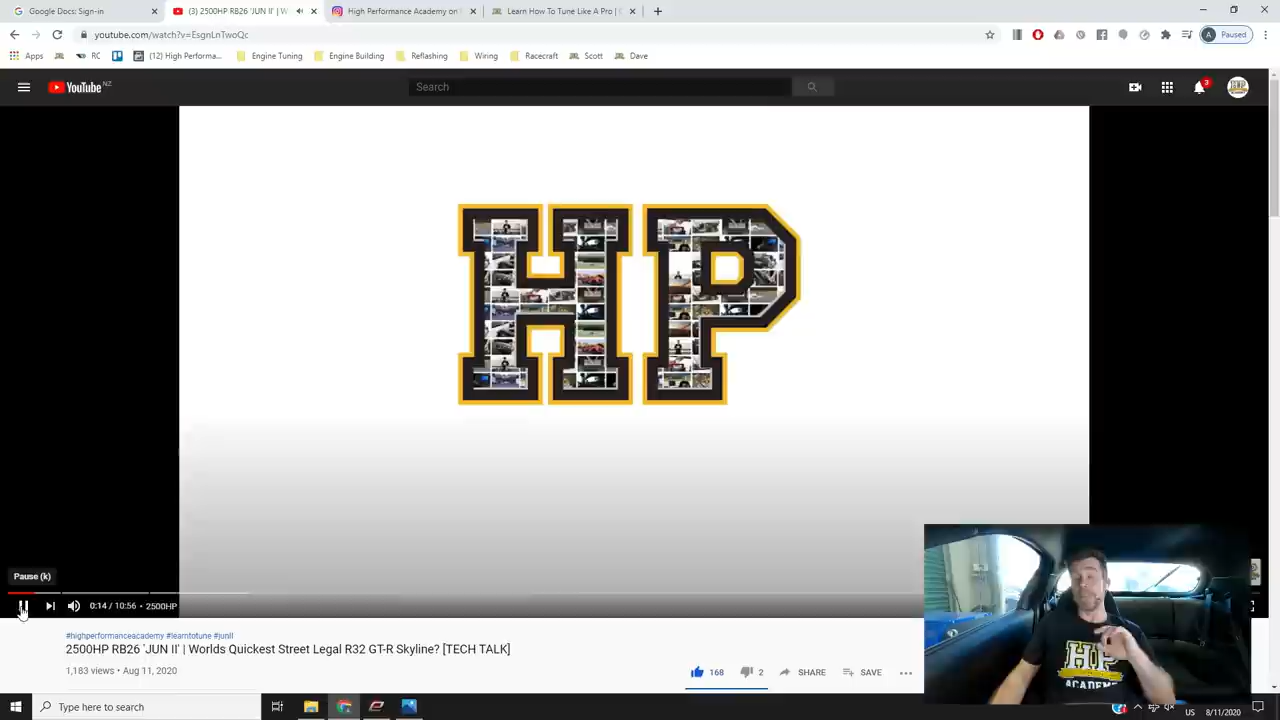 Google Docs: Sign-in
(3) 2500HP RB26 'JUN II' | W
High Performance Academy on
Learn How To Tune Like A Pro |
youtube.com/watch?v=EsgnLnTwoQc
Paused
Apps
RC
(12) High Performa...
Engine Tuning
Engine Building
Reflashing
Wiring
Racecraft
Scott
Dave
YouTube NZ
Search
3
HP
Pause (k)
0:14 / 10:56 • 2500HP
HP
ACADEMY
#highperformanceacademy #learntotune #junII
2500HP RB26 'JUN II' | Worlds Quickest Street Legal R32 GT-R Skyline? [TECH TALK]
1,183 views • Aug 11, 2020
168
2
SHARE
SAVE
Type here to search
US
8/11/2020